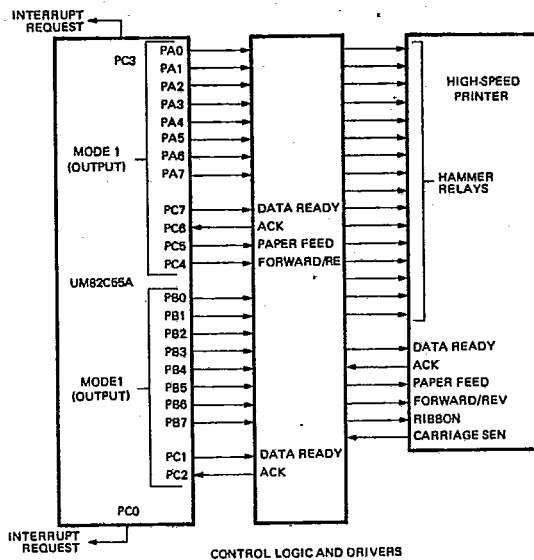 INTERRUPT
REQUEST
PC3
MODE 1
(OUTPUT)
UM82C55A
MODE1
(OUTPUT)
PC0
INTERRUPT
REQUEST
PA0
PA1
PA2
PA3
PA4
PA5
PA6
PA7
PC7
PC6
PC5
PC4
PB0
PB1
PB2
PB3
PB4
PB5
PB6
PB7
PC1
PC2
DATA READY
ACK
PAPER FEED
FORWARD/RE
DATA READY
ACK
HIGH-SPEED
PRINTER
HAMMER
RELAYS
DATA READY
ACK
PAPER FEED
FORWARD/REV
RIBBON
CARRIAGE SEN
CONTROL LOGIC AND DRIVERS